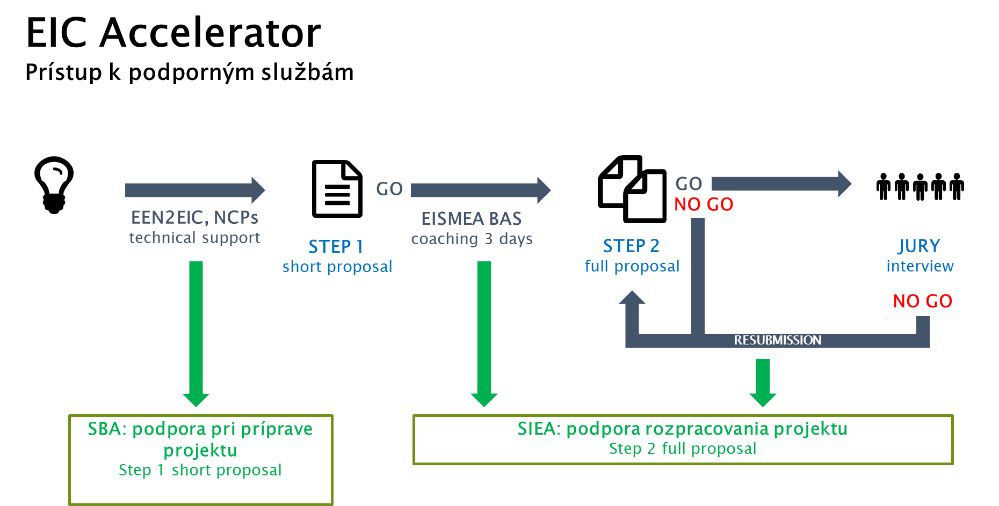 EIC Accelerator
Prístup k podporným službám
EEN2EIC, NCPs
technical support
STEP 1
short proposal
GO
EISMEA BAS
coaching 3 days
STEP 2
full proposal
GO
NO GO
JURY
interview
NO GO
RESUBMISSION
SBA: podpora pri príprave
projektu
Step 1 short proposal
SIEA: podpora rozpracovania projektu
Step 2 full proposal